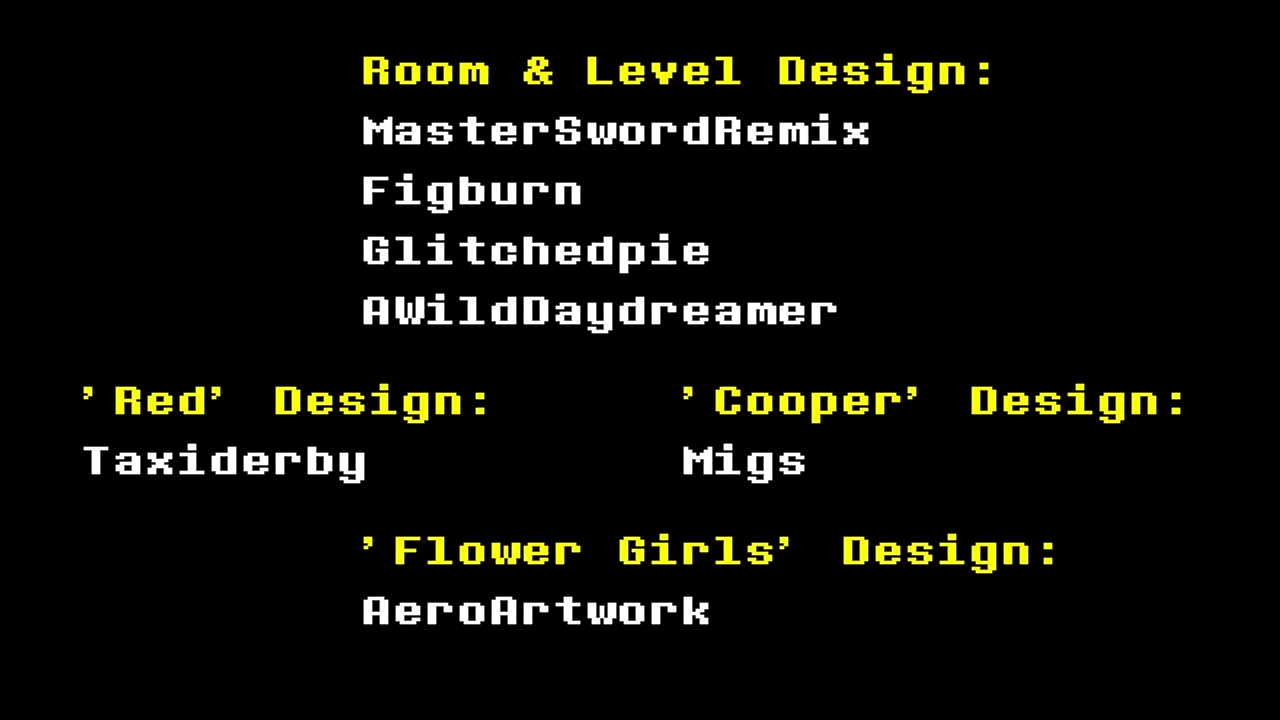 Room & Level Design:
MasterSwordRemix
Figburn
Glitchedpie
AWildDaydreamer
'Red' Design:
Taxiderby
'Cooper' Design:
Migs
'Flower Girls' Design:
AeroArtwork